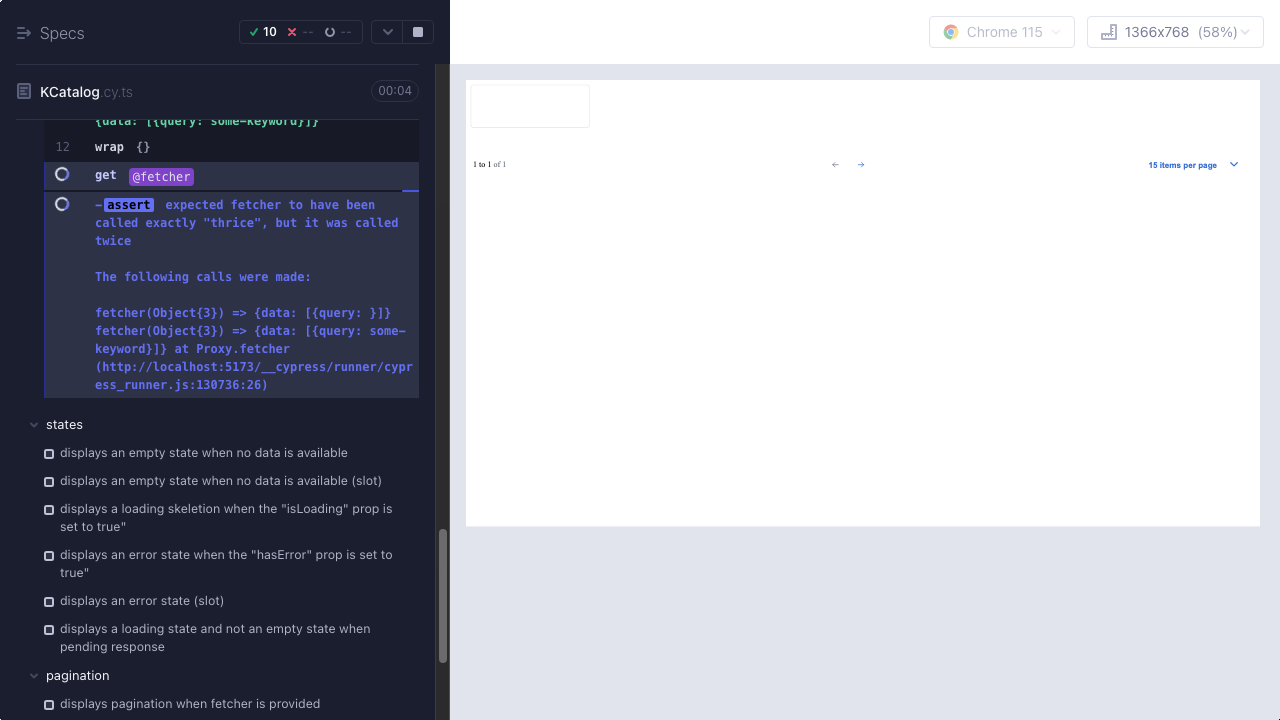 Specs
10
--
--
Chrome 115
1366x768 (58%)
KCatalog.cy.ts
00:04
{data: [{query: some-keyword}]}
12 wrap {}
get @fetcher
-assert expected fetcher to have been
called exactly "thrice", but it was called
twice
The following calls were made:
fetcher(Object{3}) => {data: [{query: }]}
fetcher(Object{3}) => {data: [{query: some-
keyword}]} at Proxy.fetcher
(http://localhost:5173/__cypress/runner/cypr
ess_runner.js:130736:26)
states
displays an empty state when no data is available
displays an empty state when no data is available (slot)
displays a loading skeletion when the "isLoading" prop is
set to true"
displays an error state when the "hasError" prop is set to
true"
displays an error state (slot)
displays a loading state and not an empty state when
pending response
pagination
displays pagination when fetcher is provided
1 to 1 of 1
← →
15 items per page